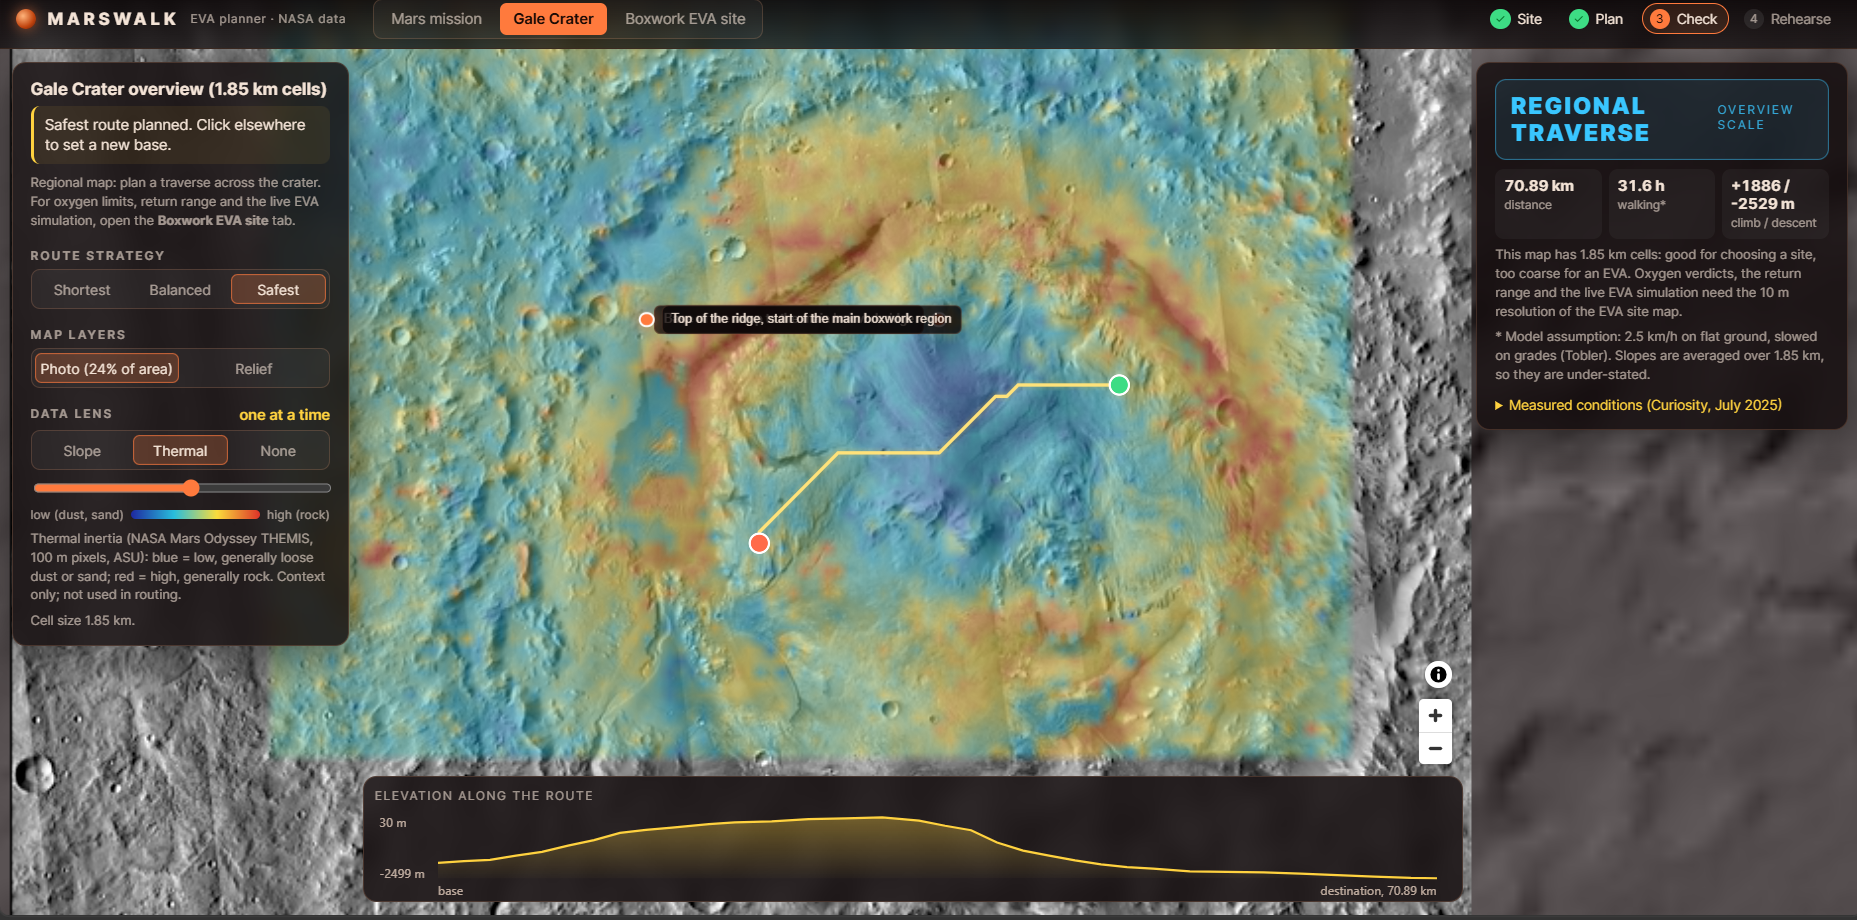 MARSWALK EVA planner · NASA data
Mars mission Gale Crater Boxwork EVA site
Site Plan 3 Check 4 Rehearse
Gale Crater overview (1.85 km cells)
Safest route planned. Click elsewhere
to set a new base.
Regional map: plan a traverse across the crater.
For oxygen limits, return range and the live EVA
simulation, open the Boxwork EVA site tab.
ROUTE STRATEGY
Shortest Balanced Safest
MAP LAYERS
Photo (24% of area) Relief
DATA LENS one at a time
Slope Thermal None
low (dust, sand) high (rock)
Thermal inertia (NASA Mars Odyssey THEMIS,
100 m pixels, ASU): blue = low, generally loose
dust or sand; red = high, generally rock. Context
only; not used in routing.
Cell size 1.85 km.
Top of the ridge, start of the main boxwork region
REGIONAL
TRAVERSE
OVERVIEW
SCALE
70.89 km
distance
31.6 h
walking*
+1886 /
-2529 m
climb / descent
This map has 1.85 km cells: good for choosing a site,
too coarse for an EVA. Oxygen verdicts, the return
range and the live EVA simulation need the 10 m
resolution of the EVA site map.
* Model assumption: 2.5 km/h on flat ground, slowed
on grades (Tobler). Slopes are averaged over 1.85 km,
so they are under-stated.
Measured conditions (Curiosity, July 2025)
ELEVATION ALONG THE ROUTE
30 m
-2499 m
base destination, 70.89 km